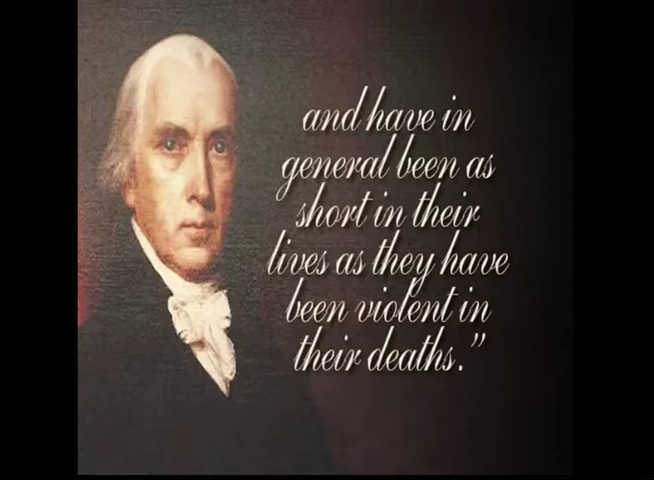 and have in
general been as
short in their
lives as they have
been violent in
their deaths.”